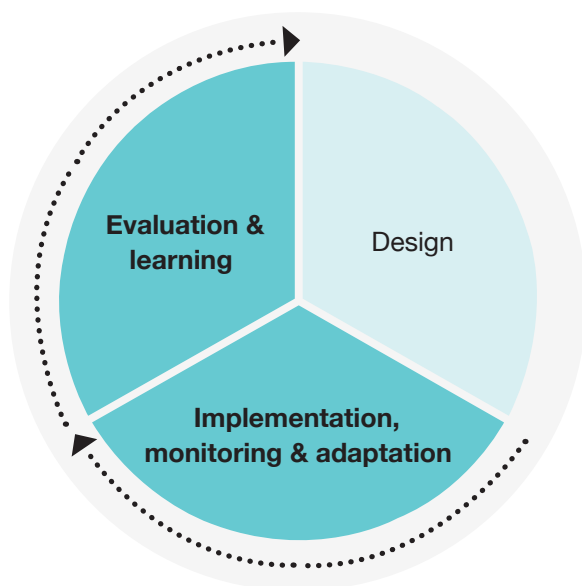 Evaluation &
learning
Design
Implementation,
monitoring & adaptation